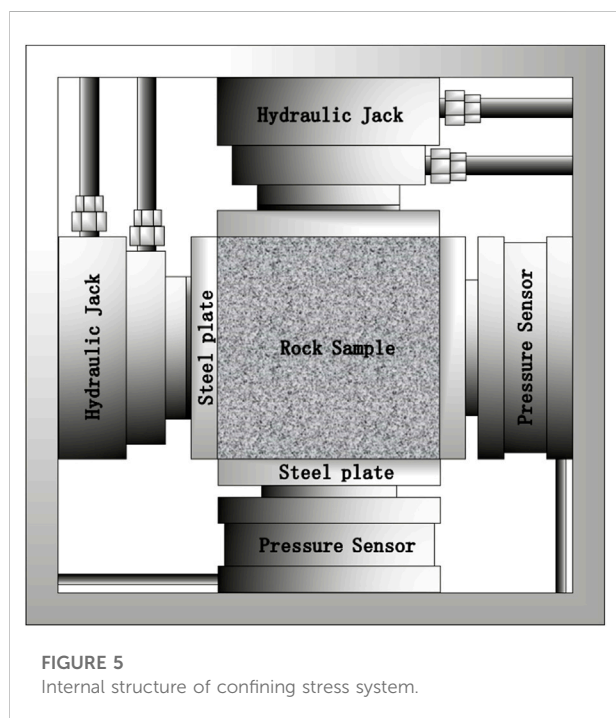 Hydraulic Jack
Hydraulic Jack
Steel plate
Rock Sample
Pressure Sensor
Steel plate
Pressure Sensor
FIGURE 5
Internal structure of confining stress system.